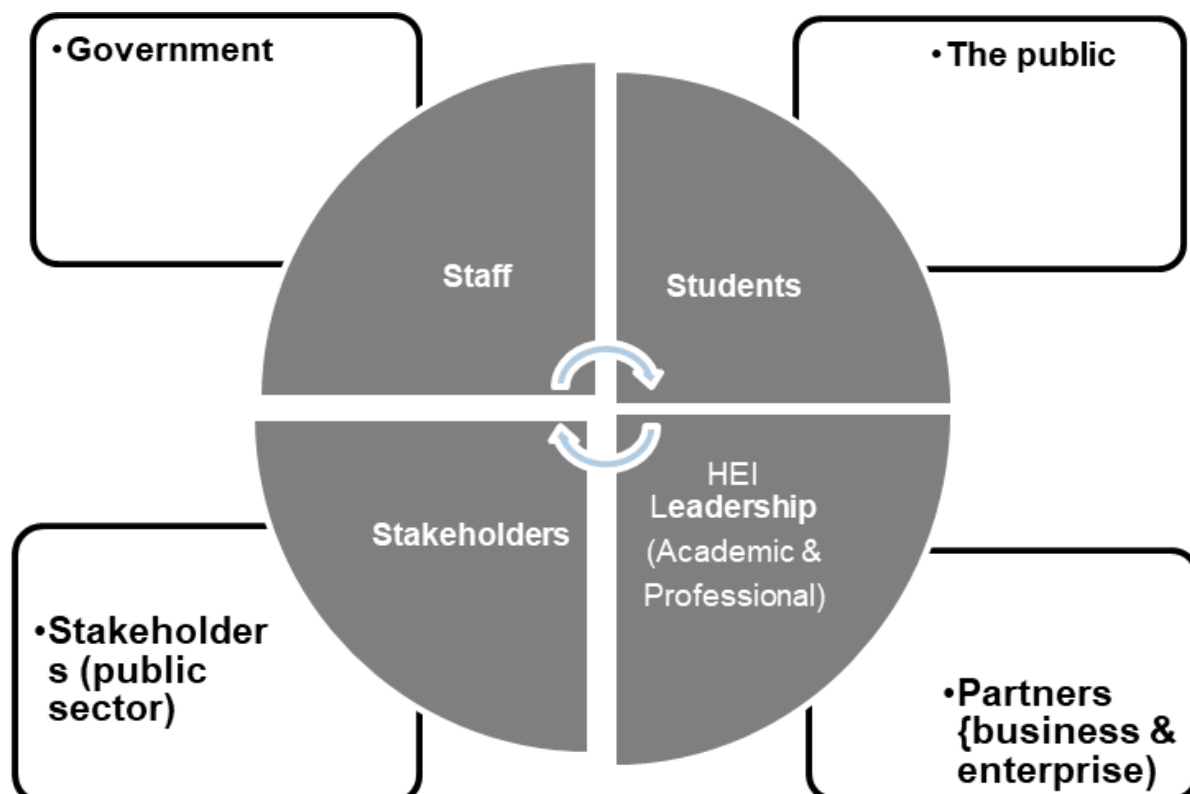 •Government
•The public
Staff
Students
Stakeholders
HEI
Leadership
(Academic &
Professional)
•Stakeholder
s (public
sector)
•Partners
{business &
enterprise)